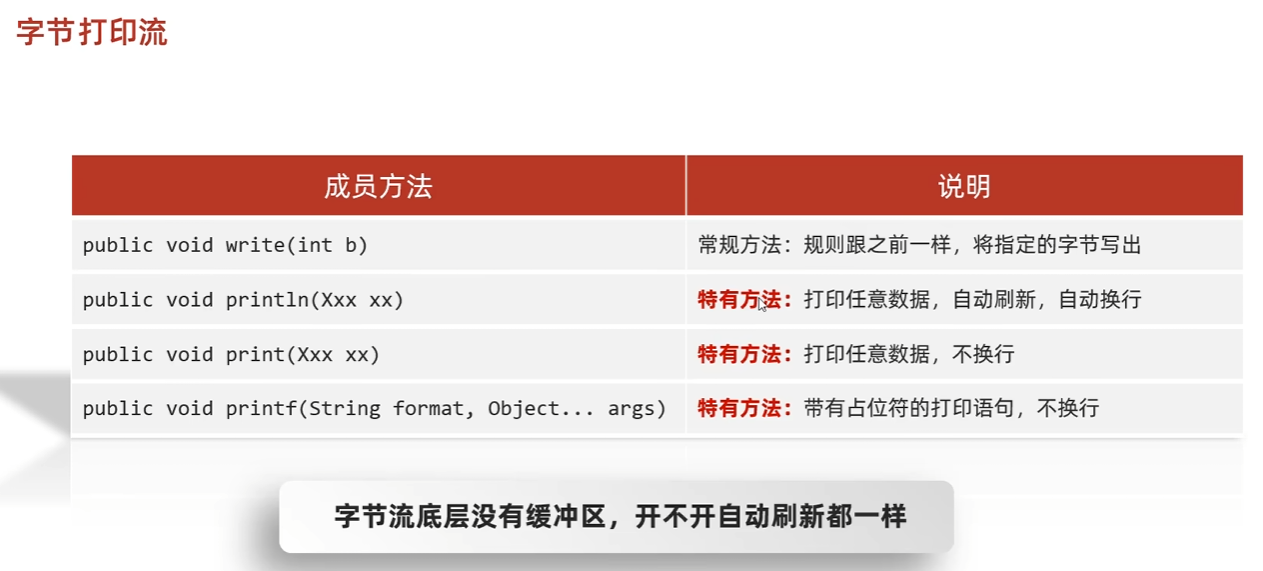 字节打印流
成员方法 说明
public void write(int b) 常规方法：规则跟之前一样，将指定的字节写出
public void println(Xxx xx) 特有方法：打印任意数据，自动刷新，自动换行
public void print(Xxx xx) 特有方法：打印任意数据，不换行
public void printf(String format, Object... args) 特有方法：带有占位符的打印语句，不换行
字节流底层没有缓冲区，开不开自动刷新都一样